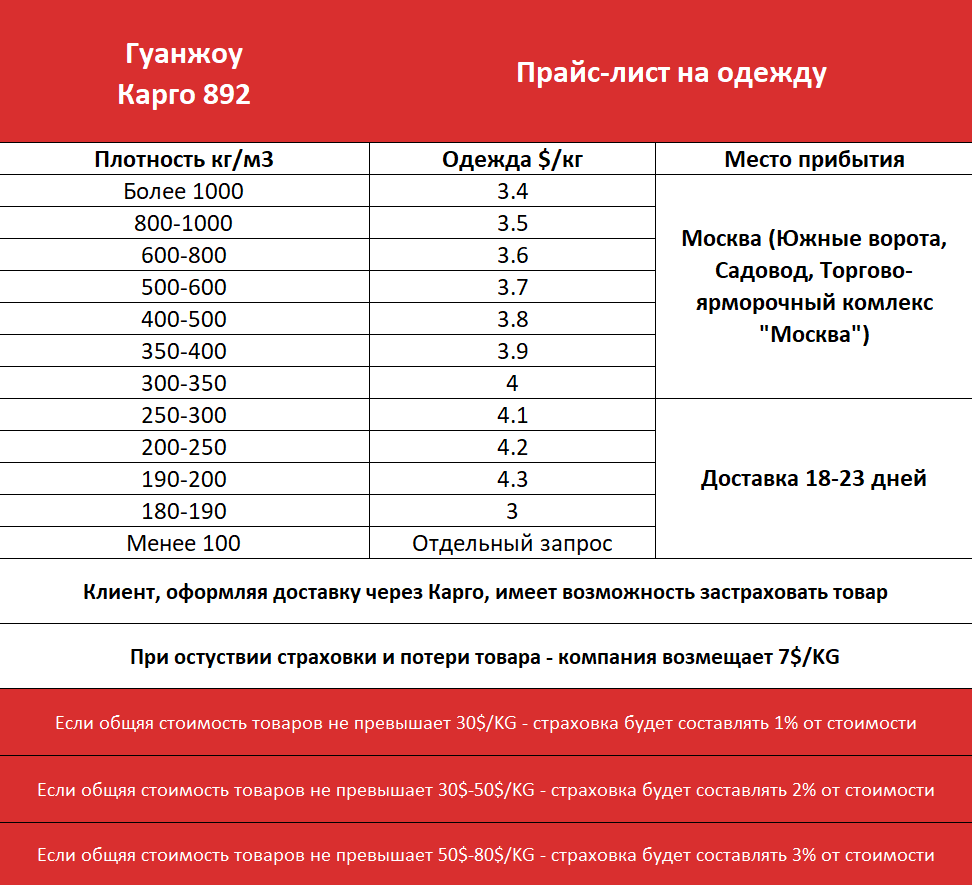 Гуанжоу
Карго 892
Прайс-лист на одежду
Плотность кг/м3 Одежда $/кг Место прибытия
Более 1000 3.4
800-1000 3.5
600-800 3.6
500-600 3.7
400-500 3.8
350-400 3.9
300-350 4
Москва (Южные ворота,
Садовод, Торгово-
ярморочный комлекс
"Москва")
250-300 4.1
200-250 4.2
190-200 4.3
180-190 3
Менее 100 Отдельный запрос
Доставка 18-23 дней
Клиент, оформляя доставку через Карго, имеет возможность застраховать товар
При остуствии страховки и потери товара - компания возмещает 7$/KG
Если общяя стоимость товаров не превышает 30$/KG - страховка будет составлять 1% от стоимости
Если общяя стоимость товаров не превышает 30$-50$/KG - страховка будет составлять 2% от стоимости
Если общяя стоимость товаров не превышает 50$-80$/KG - страховка будет составлять 3% от стоимости